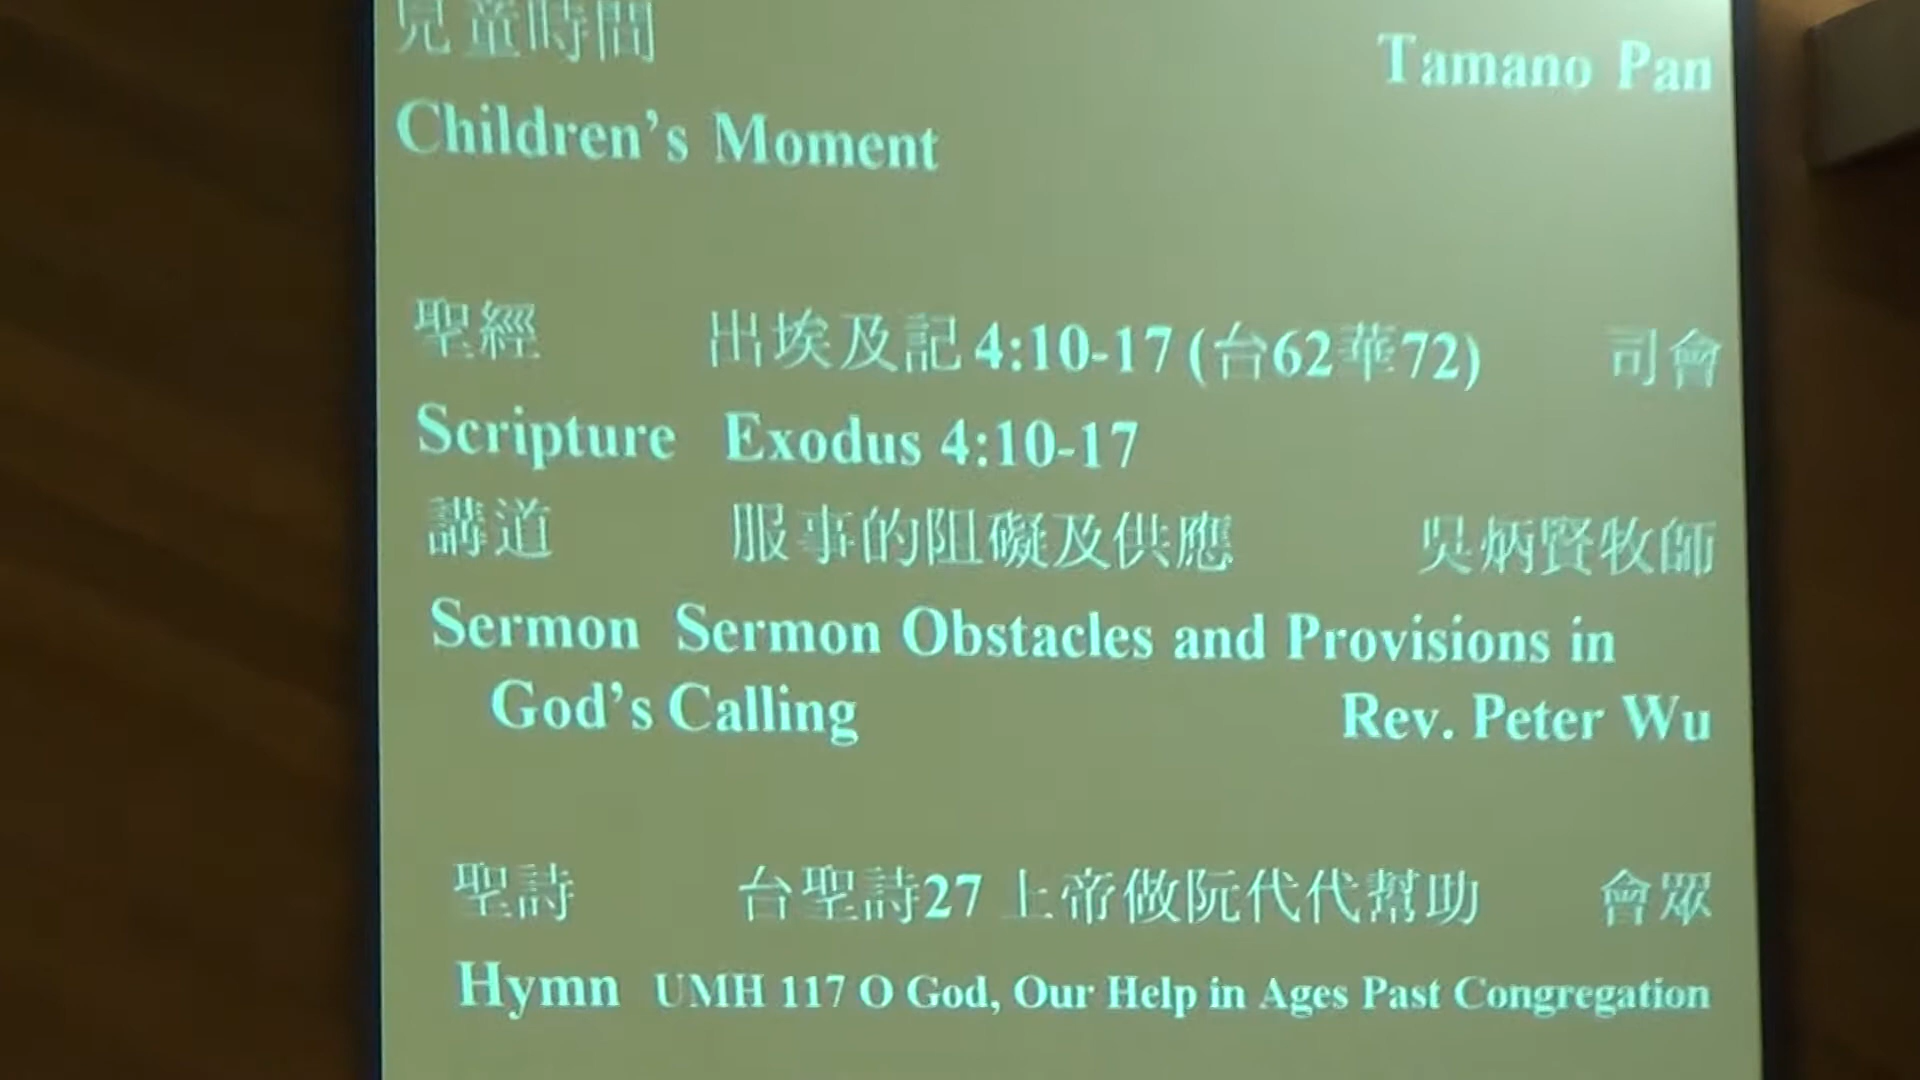 兒童時間 Tamano Pan
Children's Moment
聖經 出埃及記 4:10-17 (台62華72) 司會
Scripture Exodus 4:10-17
講道 服事的阻礙及供應 吳炳賢牧師
Sermon Sermon Obstacles and Provisions in
God's Calling Rev. Peter Wu
聖詩 台聖詩27 上帝做阮代代幫助 會眾
Hymn UMH 117 O God, Our Help in Ages Past Congregation